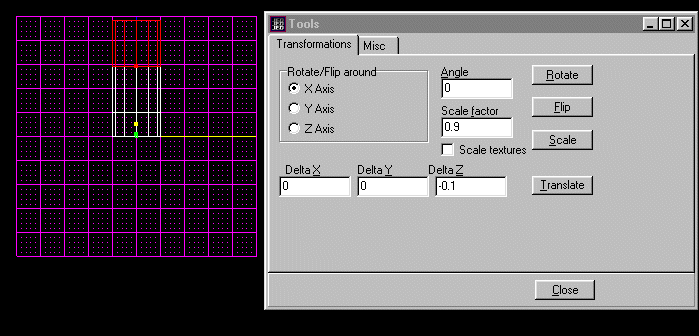 Tools
Transformations Misc
Rotate/Flip around
X Axis
Y Axis
Z Axis
Angle
0
Scale factor
0.9
Scale textures
Rotate
Flip
Scale
Delta X Delta Y Delta Z
0 0 -0.1
Translate
Close